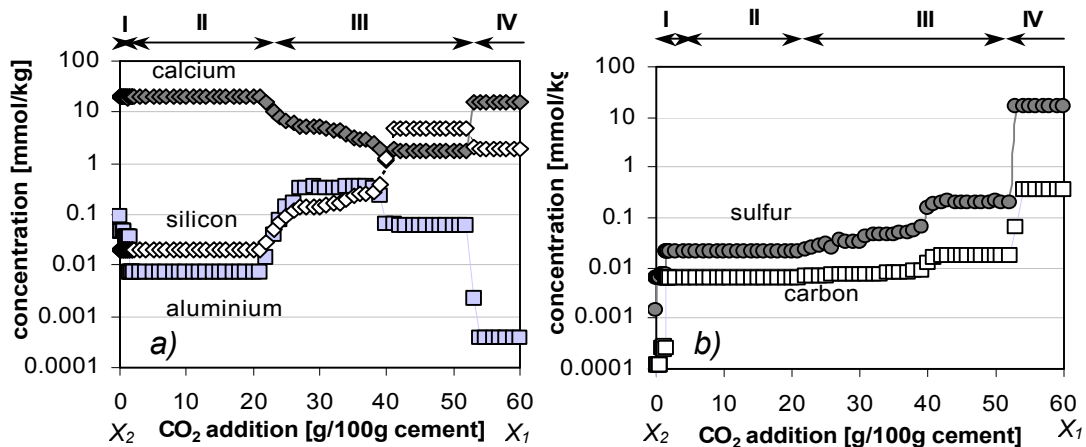 I II III IV
concentration [mmol/kg]
100
10
1
0.1
0.01
0.001
0.0001
calcium
silicon
aluminium
a)
0 10 20 30 40 50 60
X2 CO2 addition [g/100g cement] X1
I II III IV
concentration [mmol/kg]
100
10
1
0.1
0.01
0.001
0.0001
sulfur
carbon
b)
0 10 20 30 40 50 60
X2 CO2 addition [g/100g cement] X1